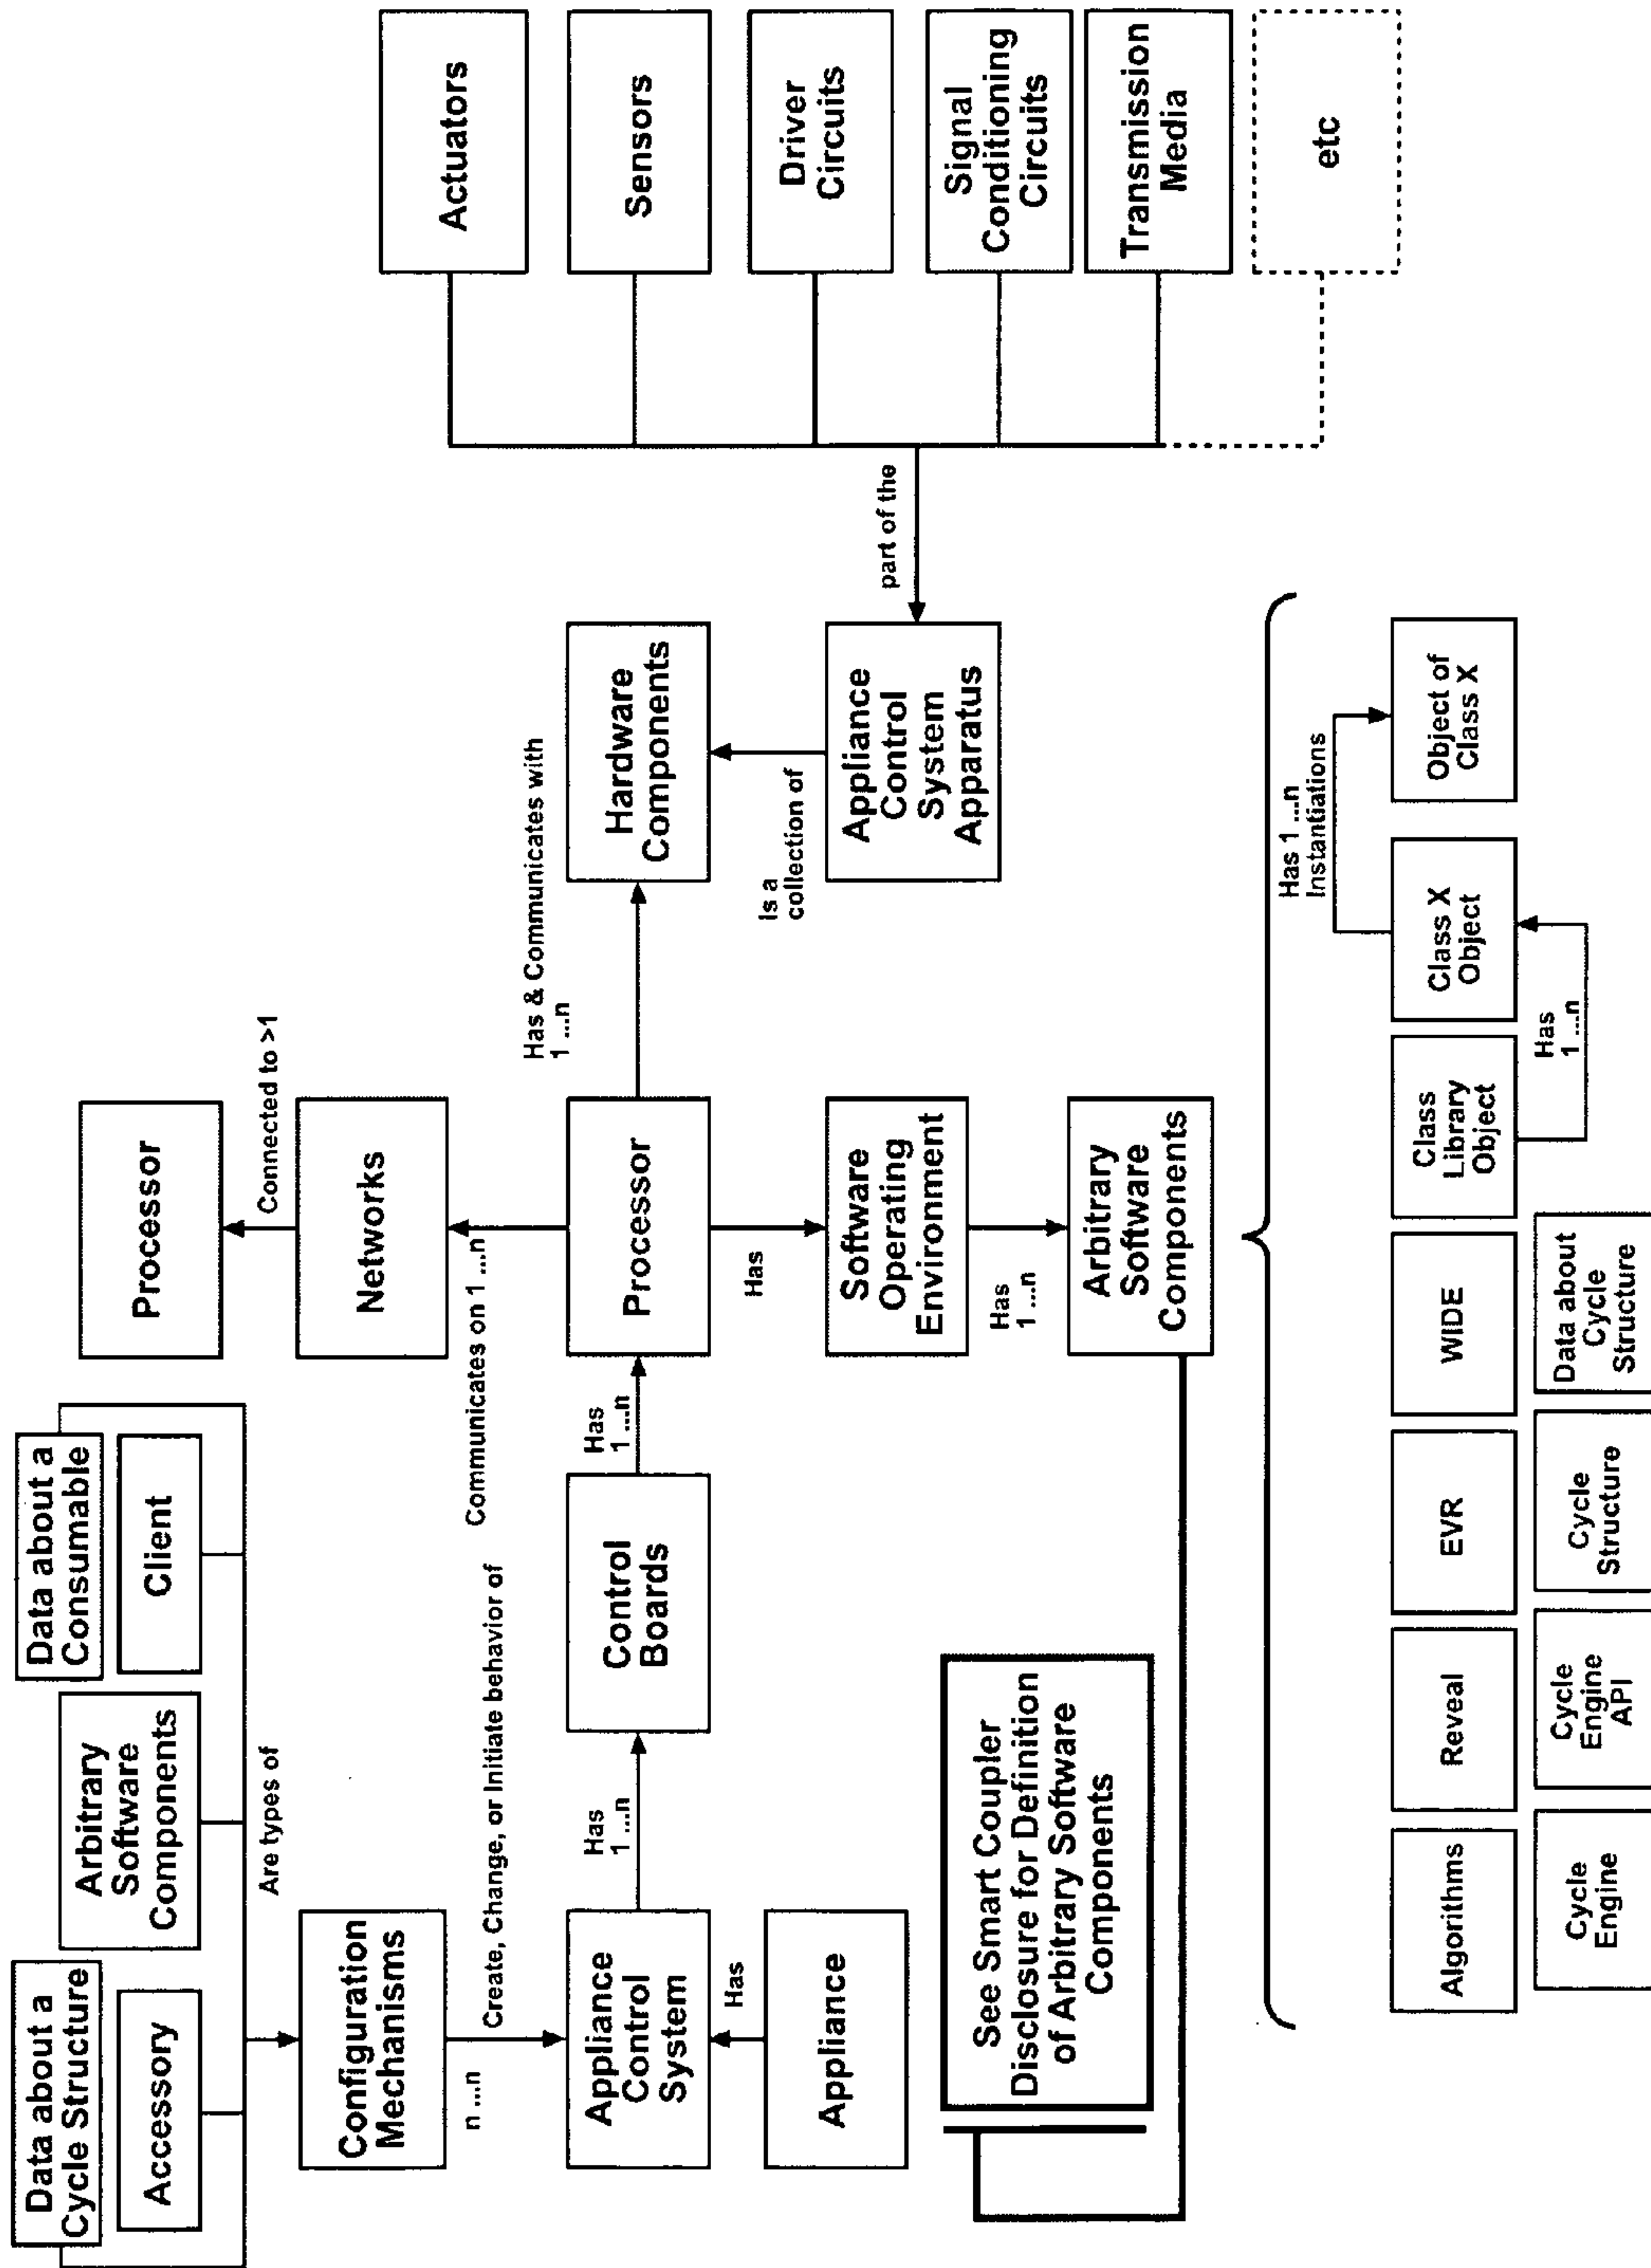 Data about a
Cycle Structure
Accessory
Arbitrary
Software
Components
Data about a
Consumable
Client
Are types of
Configuration
Mechanisms
n ...n
Create, Change, or Initiate behavior of
Appliance
Control
System
Has
Appliance
Has
1 ...n
Control
Boards
Has
1 ...n
Processor
Connected to >1
Networks
Communicates on 1 ...n
Processor
Has
Software
Operating
Environment
Has
1 ...n
Arbitrary
Software
Components
Has & Communicates with
1 ...n
Hardware
Components
Is a
collection of
Appliance
Control
System
Apparatus
part of the
Actuators
Sensors
Driver
Circuits
Signal
Conditioning
Circuits
Transmission
Media
etc
See Smart Coupler
Disclosure for Definition
of Arbitrary Software
Components
Has 1 ...n
Instantiations
Algorithms
Reveal
EVR
WIDE
Class
Library
Object
Class X
Object
Object of
Class X
Has
1 ...n
Cycle
Engine
Cycle
Engine
API
Cycle
Structure
Data about
Cycle
Structure